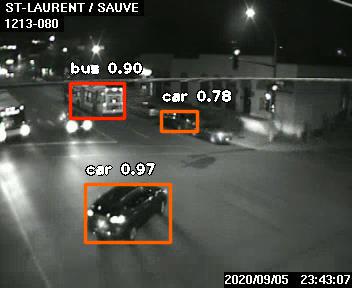 ST-LAURENT / SAUVE
1213-080
bus 0.90
car 0.78
car 0.97
2020/09/05 23:43:07